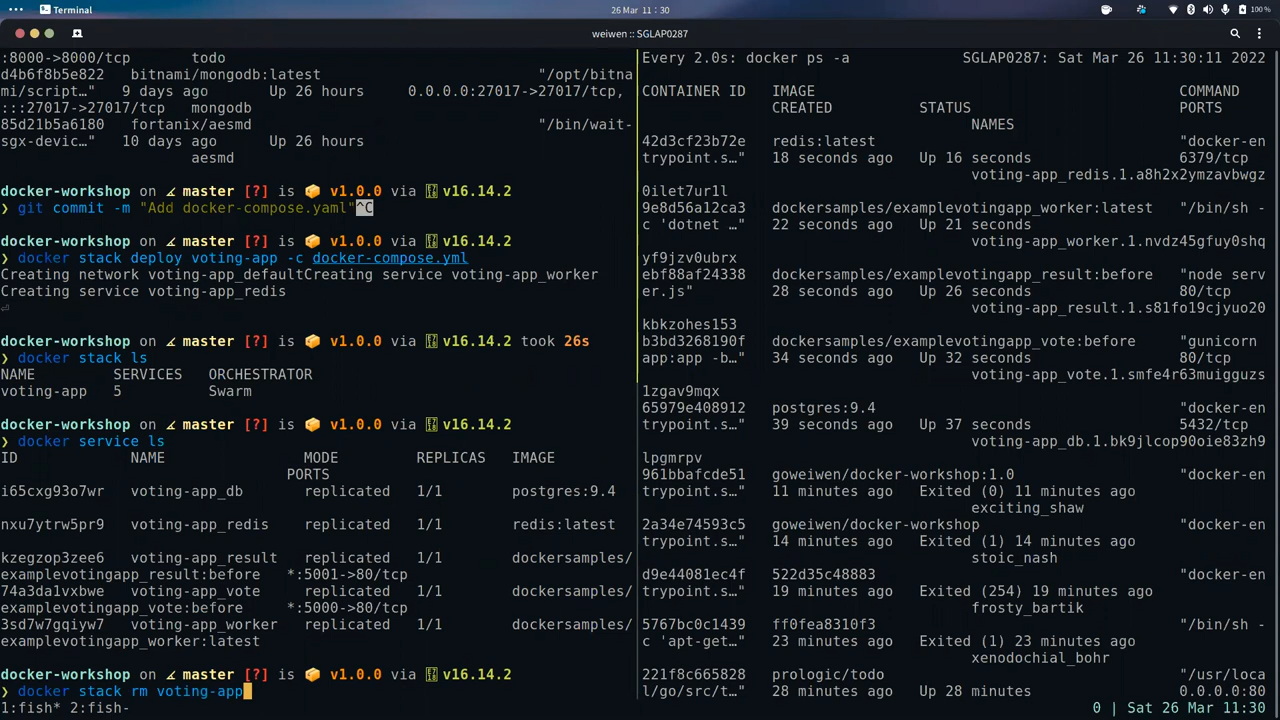 Terminal
26 Mar 11:30
100 %
weiwen :: SGLAP0287
:8000->8000/tcp       todo
d4b6f8b5e822   bitnami/mongodb:latest                          "/opt/bitna
mi/script…"   9 days ago       Up 26 hours     0.0.0.0:27017->27017/tcp,
:::27017->27017/tcp   mongodb
85d21b5a6180   fortanix/aesmd                                  "/bin/wait-
sgx-devic…"   10 days ago      Up 26 hours
aesmd
docker-workshop on master [?] is v1.0.0 via v16.14.2
❯ git commit -m "Add docker-compose.yaml"^C
docker-workshop on master [?] is v1.0.0 via v16.14.2
❯ docker stack deploy voting-app -c docker-compose.yml
Creating network voting-app_defaultCreating service voting-app_worker
Creating service voting-app_redis
⏎
docker-workshop on master [?] is v1.0.0 via v16.14.2 took 26s
❯ docker stack ls
NAME         SERVICES   ORCHESTRATOR
voting-app   5          Swarm
docker-workshop on master [?] is v1.0.0 via v16.14.2
❯ docker service ls
ID             NAME                MODE         REPLICAS   IMAGE
PORTS
i65cxg93o7wr   voting-app_db       replicated   1/1        postgres:9.4
nxu7ytrw5pr9   voting-app_redis    replicated   1/1        redis:latest
kzegzop3zee6   voting-app_result   replicated   1/1        dockersamples/
examplevotingapp_result:before   *:5001->80/tcp
74a3da1vxbwe   voting-app_vote     replicated   1/1        dockersamples/
examplevotingapp_vote:before     *:5000->80/tcp
3sd7w7gqiyw7   voting-app_worker   replicated   1/1        dockersamples/
examplevotingapp_worker:latest
docker-workshop on master [?] is v1.0.0 via v16.14.2
❯ docker stack rm voting-app
Every 2.0s: docker ps -a             SGLAP0287: Sat Mar 26 11:30:11 2022
CONTAINER ID   IMAGE                                           COMMAND
CREATED          STATUS                        PORTS
NAMES
42d3cf23b72e   redis:latest                                    "docker-en
trypoint.s…"   18 seconds ago   Up 16 seconds                 6379/tcp
voting-app_redis.1.a8h2x2ymzavbwgz
0ilet7ur1l
9e8d56a12ca3   dockersamples/examplevotingapp_worker:latest    "/bin/sh -
c 'dotnet …"   22 seconds ago   Up 21 seconds
voting-app_worker.1.nvdz45gfuy0shq
yf9jzv0ubrx
ebf88af24338   dockersamples/examplevotingapp_result:before    "node serv
er.js"         28 seconds ago   Up 26 seconds                 80/tcp
voting-app_result.1.s81fo19cjyuo20
kbkzohes153
b3bd3268190f   dockersamples/examplevotingapp_vote:before      "gunicorn
app:app -b…"   34 seconds ago   Up 32 seconds                 80/tcp
voting-app_vote.1.smfe4r63muigguzs
1zgav9mqx
65979e408912   postgres:9.4                                    "docker-en
trypoint.s…"   39 seconds ago   Up 37 seconds                 5432/tcp
voting-app_db.1.bk9jlcop90oie83zh9
lpgmrpv
961bbafcde51   goweiwen/docker-workshop:1.0                    "docker-en
trypoint.s…"   11 minutes ago   Exited (0) 11 minutes ago
exciting_shaw
2a34e74593c5   goweiwen/docker-workshop                        "docker-en
trypoint.s…"   14 minutes ago   Exited (1) 14 minutes ago
stoic_nash
d9e44081ec4f   522d35c48883                                    "docker-en
trypoint.s…"   19 minutes ago   Exited (254) 19 minutes ago
frosty_bartik
5767bc0c1439   ff0fea8310f3                                    "/bin/sh -
c 'apt-get…"   23 minutes ago   Exited (1) 23 minutes ago
xenodochial_bohr
221f8c665828   prologic/todo                                   "/usr/loca
l/go/src/t…"   28 minutes ago   Up 28 minutes                 0.0.0.0:80
1:fish* 2:fish-
0 | Sat 26 Mar 11:30